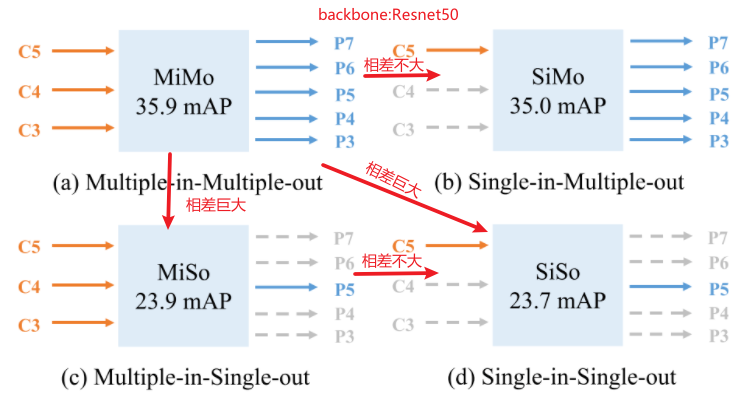 backbone:Resnet50
C5
C4
C3
MiMo
35.9 mAP
P7
P6
P5
P4
P3
相差不大
C5
C4
C3
SiMo
35.0 mAP
P7
P6
P5
P4
P3
(a) Multiple-in-Multiple-out
(b) Single-in-Multiple-out
相差巨大
相差巨大
C5
C4
C3
MiSo
23.9 mAP
P7
P6
P5
P4
P3
相差不大
C5
C4
C3
SiSo
23.7 mAP
P7
P6
P5
P4
P3
(c) Multiple-in-Single-out
(d) Single-in-Single-out